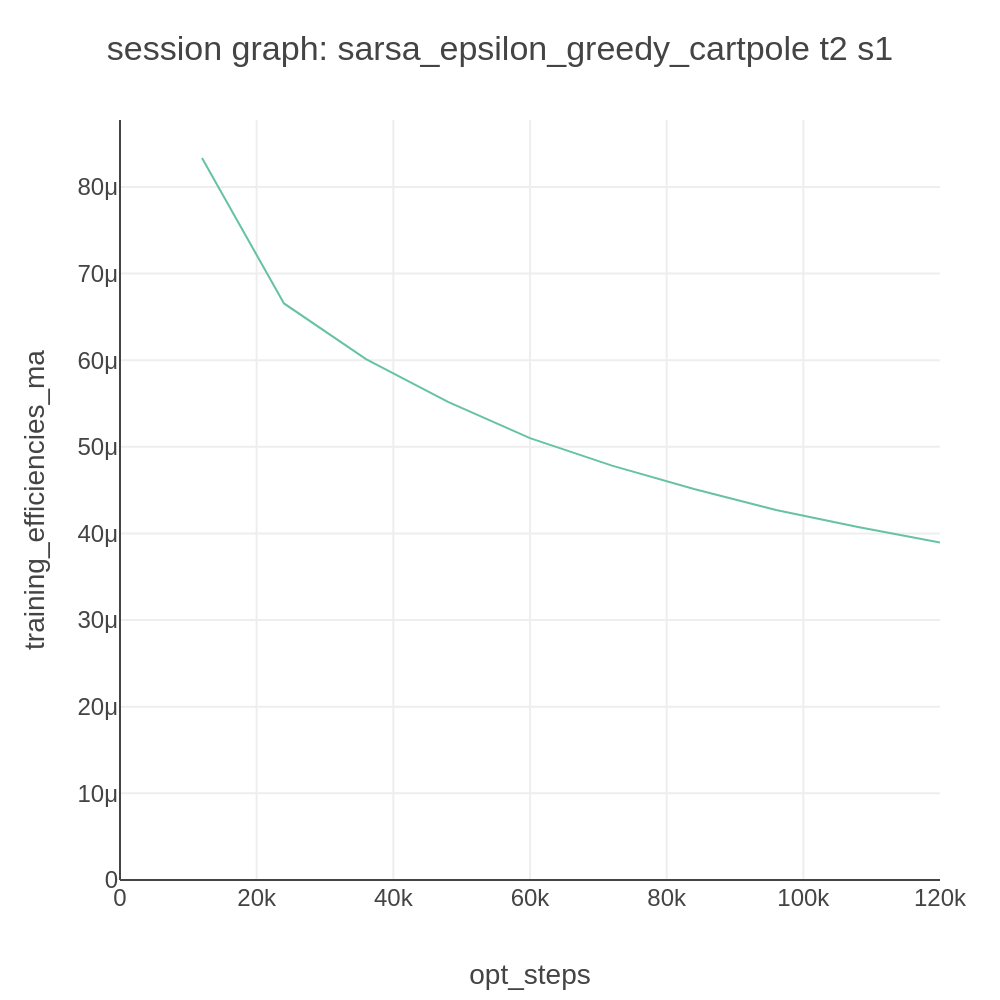 session graph: sarsa_epsilon_greedy_cartpole t2 s1
training_efficiencies_ma
80μ
70μ
60μ
50μ
40μ
30μ
20μ
10μ
0
0
20k
40k
60k
80k
100k
120k
opt_steps